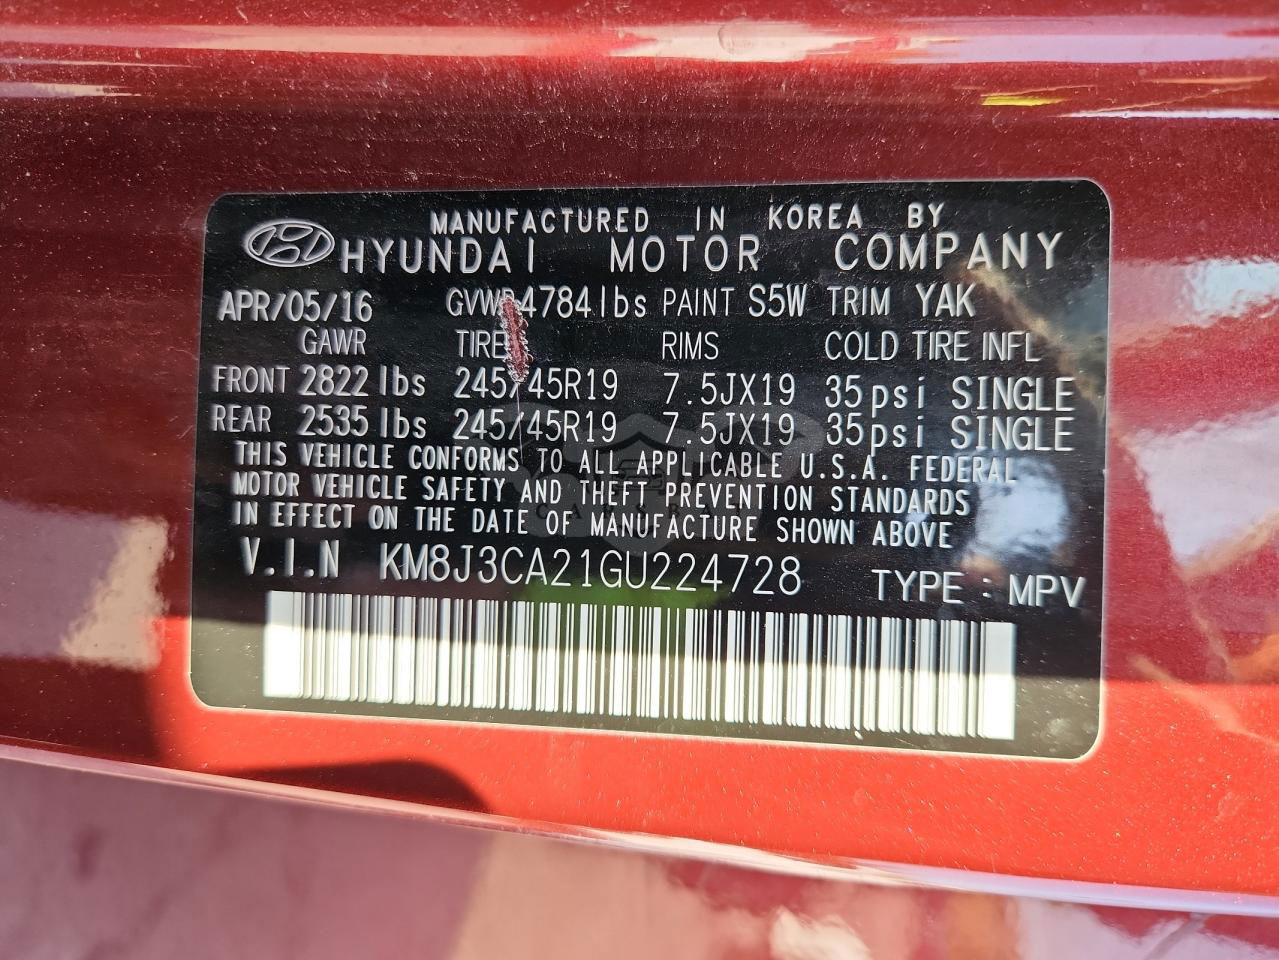 MANUFACTURED IN KOREA BY
HYUNDAI MOTOR COMPANY
APR/05/16 GVWR 4784lbs PAINT S5W TRIM YAK
GAWR TIRE RIMS COLD TIRE INFL
FRONT 2822lbs 245/45R19 7.5JX19 35psi SINGLE
REAR 2535lbs 245/45R19 7.5JX19 35psi SINGLE
THIS VEHICLE CONFORMS TO ALL APPLICABLE U.S.A. FEDERAL
MOTOR VEHICLE SAFETY AND THEFT PREVENTION STANDARDS
IN EFFECT ON THE DATE OF MANUFACTURE SHOWN ABOVE
V.I.N KM8J3CA21GU224728 TYPE : MPV